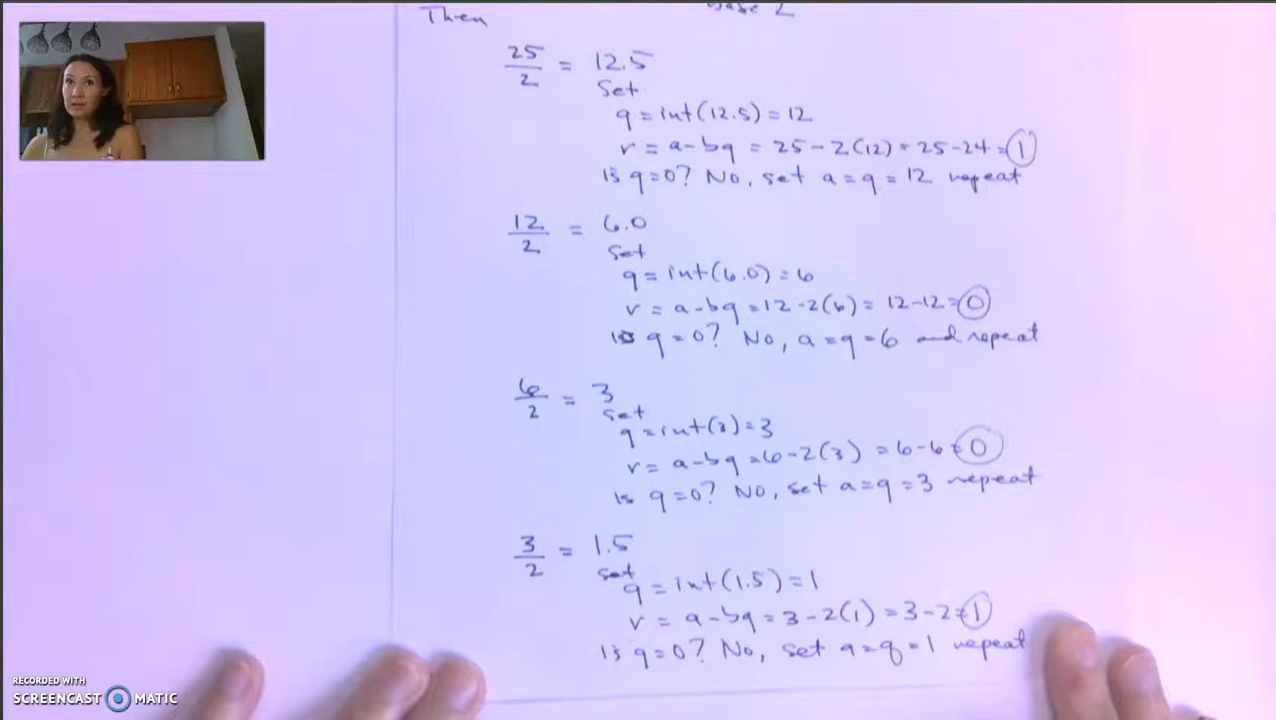 Then base 2
25/2 = 12.5
Set
q = int(12.5) = 12
r = a-bq = 25-2(12) = 25-24=1
Is q=0? No, set a=q=12 repeat
12/2 = 6.0
Set
q = int(6.0) = 6
r = a-bq=12-2(6) = 12-12=0
Is q=0? No, a=q=6 and repeat
6/2 = 3
set
q=int(3)=3
r = a-bq=6-2(3) =6-6=0
Is q=0? No, set a=q=3 repeat
3/2 = 1.5
set
q = int(1.5) = 1
r = a-bq=3-2(1) =3-2=1
Is q=0? No, set a=q=1 repeat
RECORDED WITH
SCREENCAST MATIC